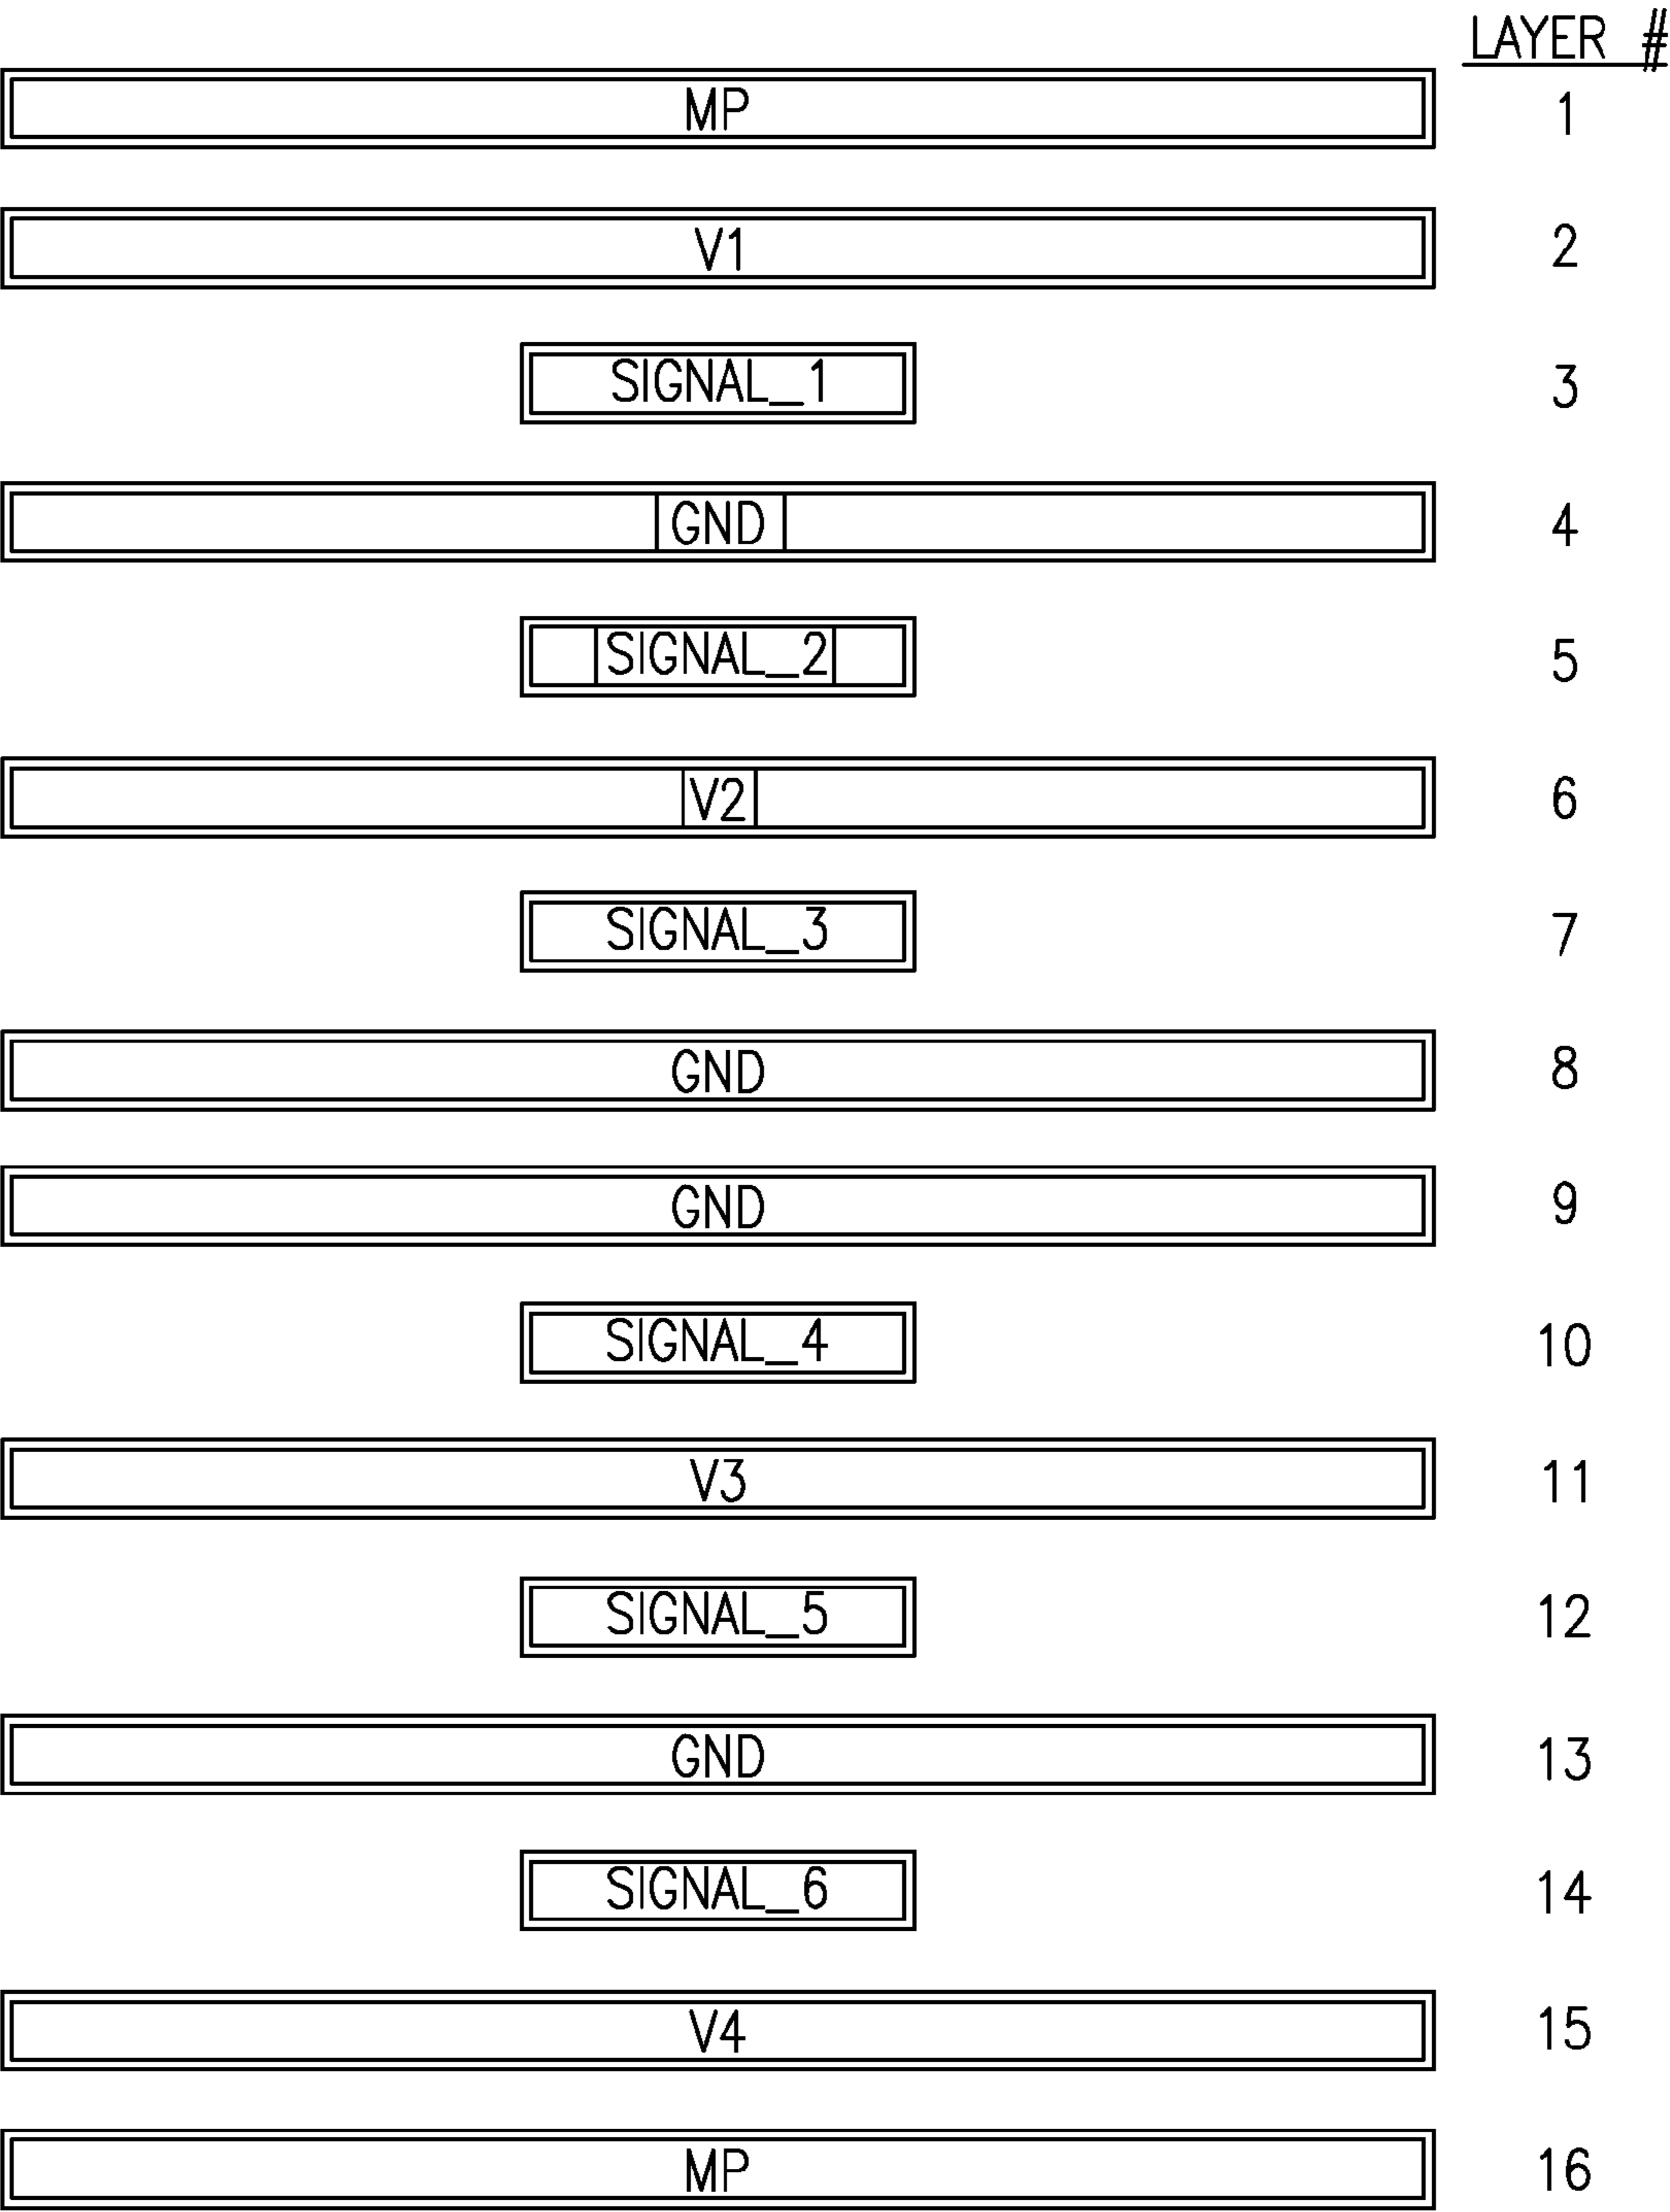 LAYER #
MP 1
V1 2
SIGNAL_1 3
GND 4
SIGNAL_2 5
V2 6
SIGNAL_3 7
GND 8
GND 9
SIGNAL_4 10
V3 11
SIGNAL_5 12
GND 13
SIGNAL_6 14
V4 15
MP 16